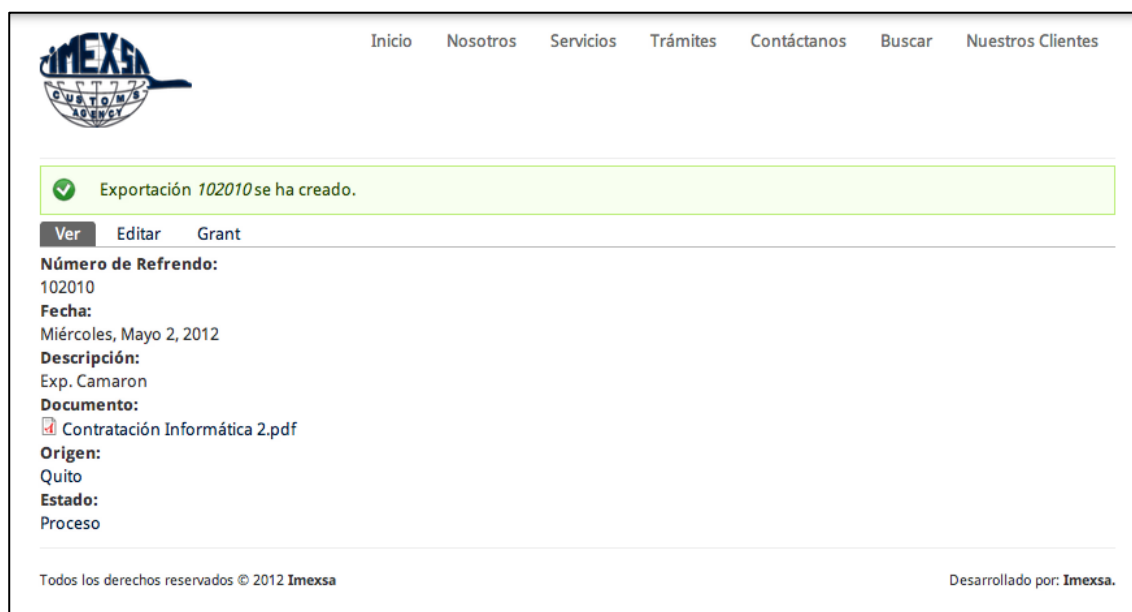 iMEXSA
CUSTOMS
AGENCY
Inicio Nosotros Servicios Trámites Contáctanos Buscar Nuestros Clientes
Exportación 102010 se ha creado.
Ver Editar Grant
Número de Refrendo:
102010
Fecha:
Miércoles, Mayo 2, 2012
Descripción:
Exp. Camaron
Documento:
Contratación Informática 2.pdf
Origen:
Quito
Estado:
Proceso
Todos los derechos reservados © 2012 Imexsa Desarrollado por: Imexsa.